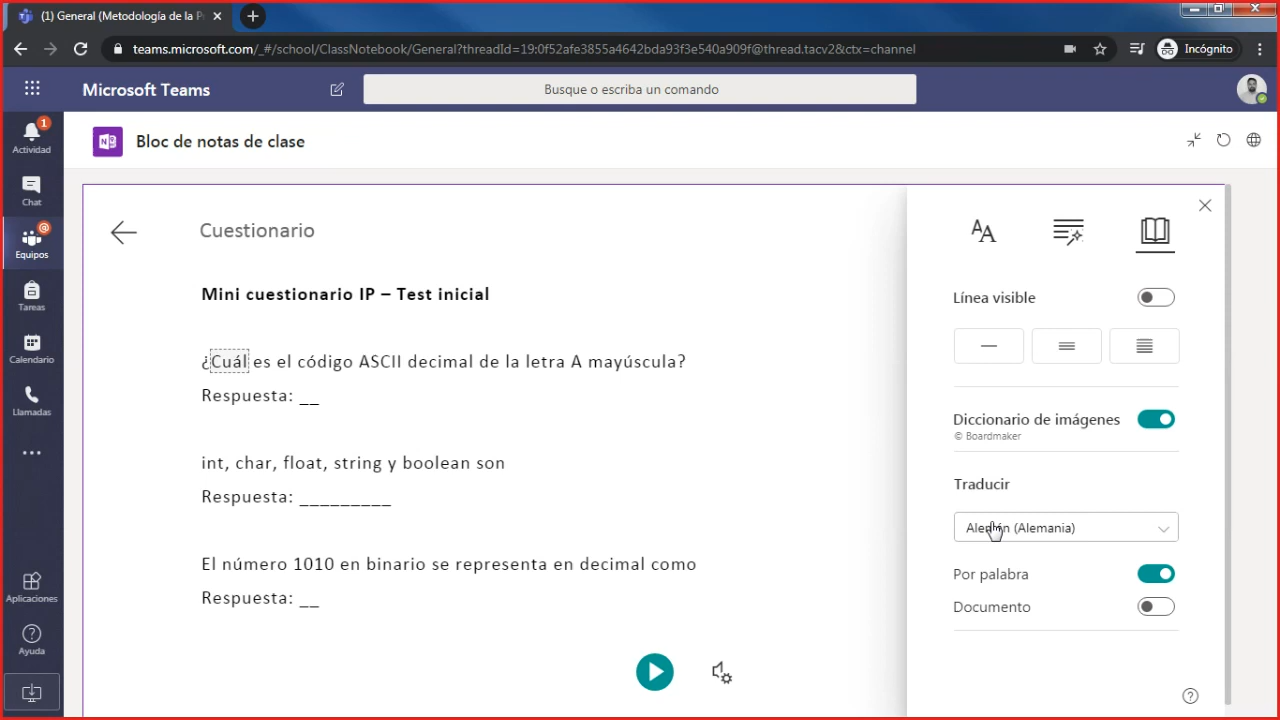 (1) General (Metodología de la P
teams.microsoft.com/_#/school/ClassNotebook/General?threadId=19:0f52afe3855a4642bda93f3e540a909f@thread.tacv2&ctx=channel
Incógnito
Microsoft Teams
Busque o escriba un comando
1
Actividad
Chat
@
Equipos
Tareas
Calendario
Llamadas
Aplicaciones
Ayuda
Bloc de notas de clase
Cuestionario
Mini cuestionario IP – Test inicial
¿Cuál es el código ASCII decimal de la letra A mayúscula?
Respuesta: __
int, char, float, string y boolean son
Respuesta: _________
El número 1010 en binario se representa en decimal como
Respuesta: __
AA
Línea visible
Diccionario de imágenes
© Boardmaker
Traducir
Alemán (Alemania)
Por palabra
Documento